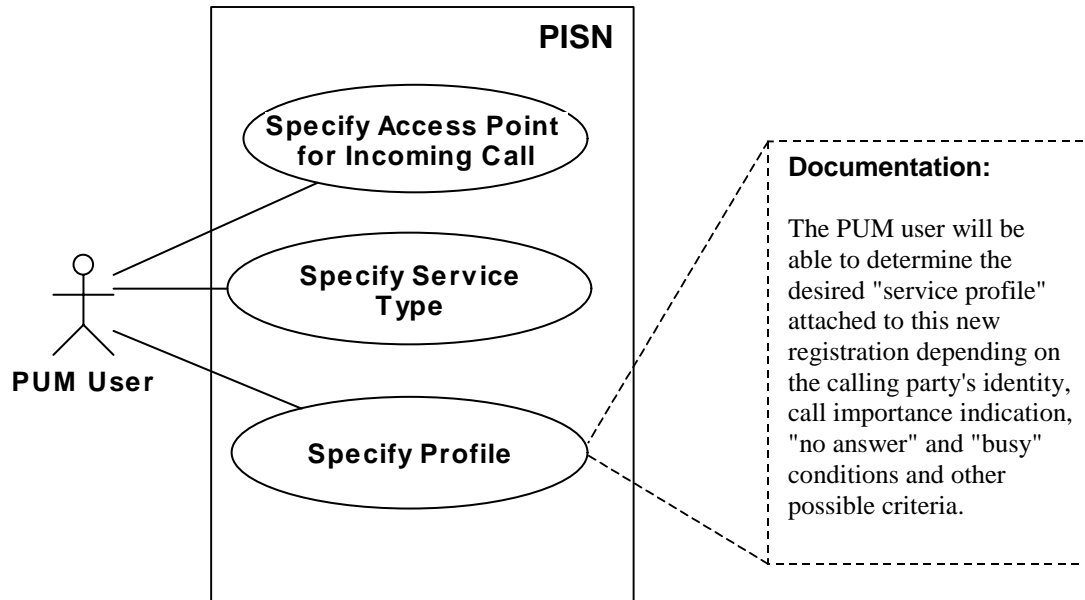 PISN
Specify Access Point
for Incoming Call
Specify Service
Type
PUM User
Specify Profile
Documentation:
The PUM user will be
able to determine the
desired "service profile"
attached to this new
registration depending on
the calling party's identity,
call importance indication,
"no answer" and "busy"
conditions and other
possible criteria.